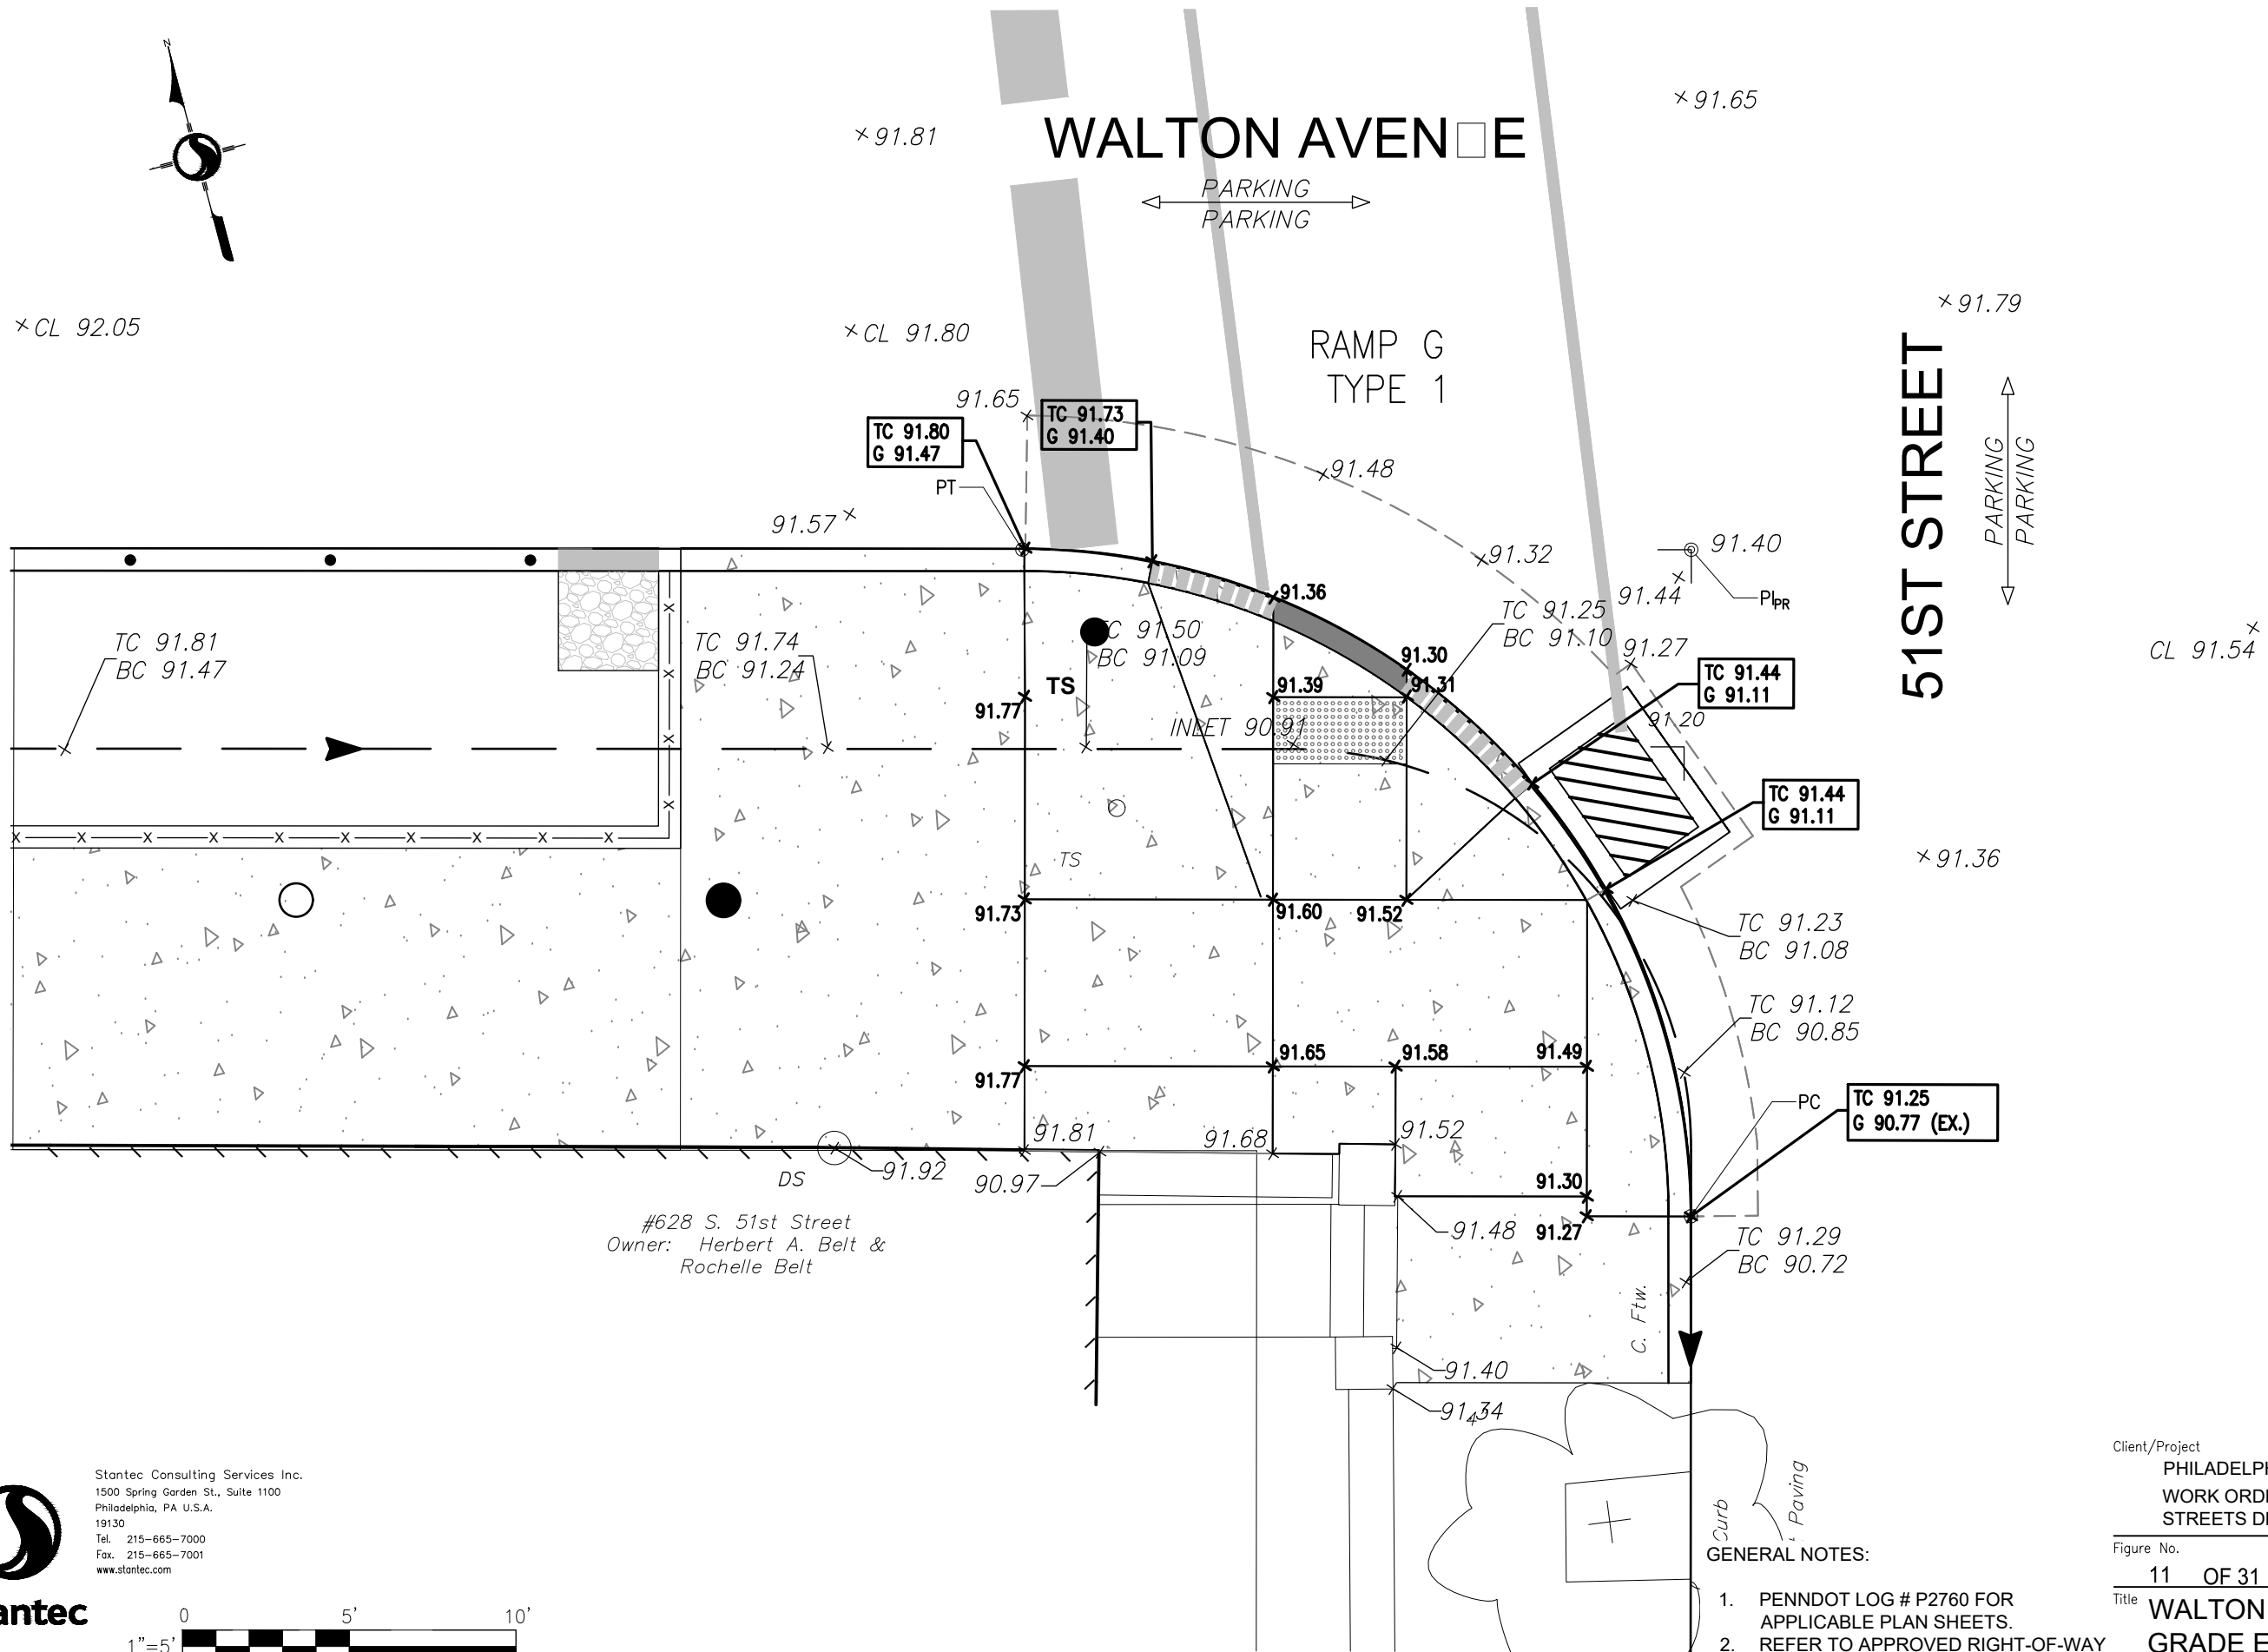 N
91.81
WALTON AVEN□E
91.65
PARKING
PARKING
CL 92.05
CL 91.80
RAMP G
TYPE 1
91.79
51ST STREET
PARKING
PARKING
91.65
TC 91.73
G 91.40
TC 91.80
G 91.47
PT
91.48
91.57
91.32
91.40
PIPR
91.44
91.36
TC 91.25
BC 91.10
91.27
CL 91.54
TC 91.81
BC 91.47
TC 91.74
BC 91.24
TC 91.50
BC 91.09
91.30
TC 91.44
G 91.11
TS
91.39
91.31
91.77
91.20
INLET 90.91
TC 91.44
G 91.11
TS
91.36
91.73
91.60
91.52
TC 91.23
BC 91.08
TC 91.12
BC 90.85
91.65
91.58
91.49
91.77
PC
TC 91.25
G 90.77 (EX.)
91.81
91.68
91.52
91.92
DS
90.97
91.30
91.48
91.27
#628 S. 51st Street
Owner: Herbert A. Belt &
Rochelle Belt
TC 91.29
BC 90.72
C. Ftw.
91.40
91.34
4
Curb
Paving
Stantec Consulting Services Inc.
1500 Spring Garden St., Suite 1100
Philadelphia, PA U.S.A.
19130
Tel. 215-665-7000
Fax. 215-665-7001
www.stantec.com
antec
0 5' 10'
1"=5'
GENERAL NOTES:
1. PENNDOT LOG # P2760 FOR
APPLICABLE PLAN SHEETS.
2. REFER TO APPROVED RIGHT-OF-WAY
Client/Project
PHILADELPH
WORK ORD
STREETS D
Figure No.
11 OF 31
Title
WALTON
GRADE E